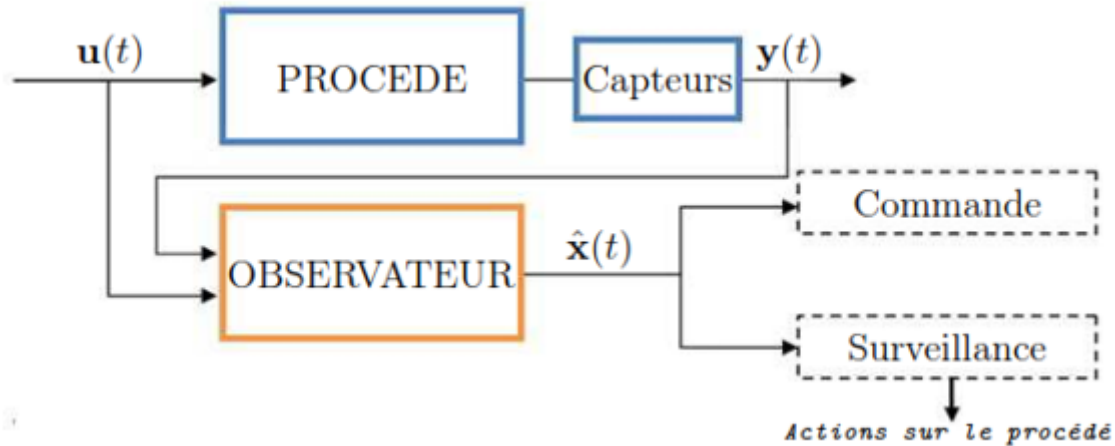 u(t)
PROCEDE
Capteurs
y(t)
Commande
OBSERVATEUR
x̂(t)
Surveillance
Actions sur le procédé